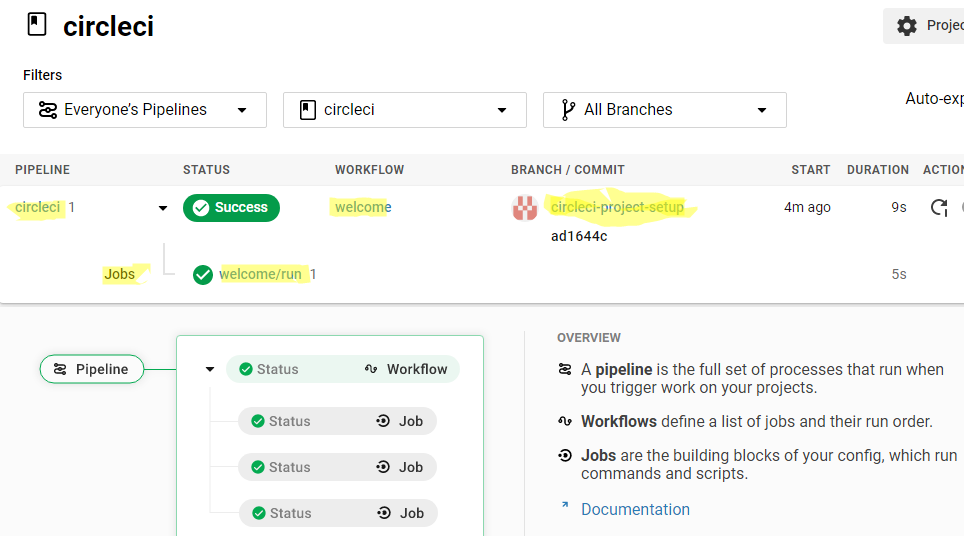 circleci
Projec
Filters
Everyone's Pipelines
circleci
All Branches
Auto-exp
PIPELINE STATUS WORKFLOW BRANCH / COMMIT START DURATION ACTION
circleci 1 Success welcome circleci-project-setup 4m ago 9s
ad1644c
Jobs welcome/run 1 5s
OVERVIEW
Pipeline
Status Workflow
A pipeline is the full set of processes that run when
you trigger work on your projects.
Status Job
Workflows define a list of jobs and their run order.
Status Job
Jobs are the building blocks of your config, which run
commands and scripts.
Status Job
Documentation